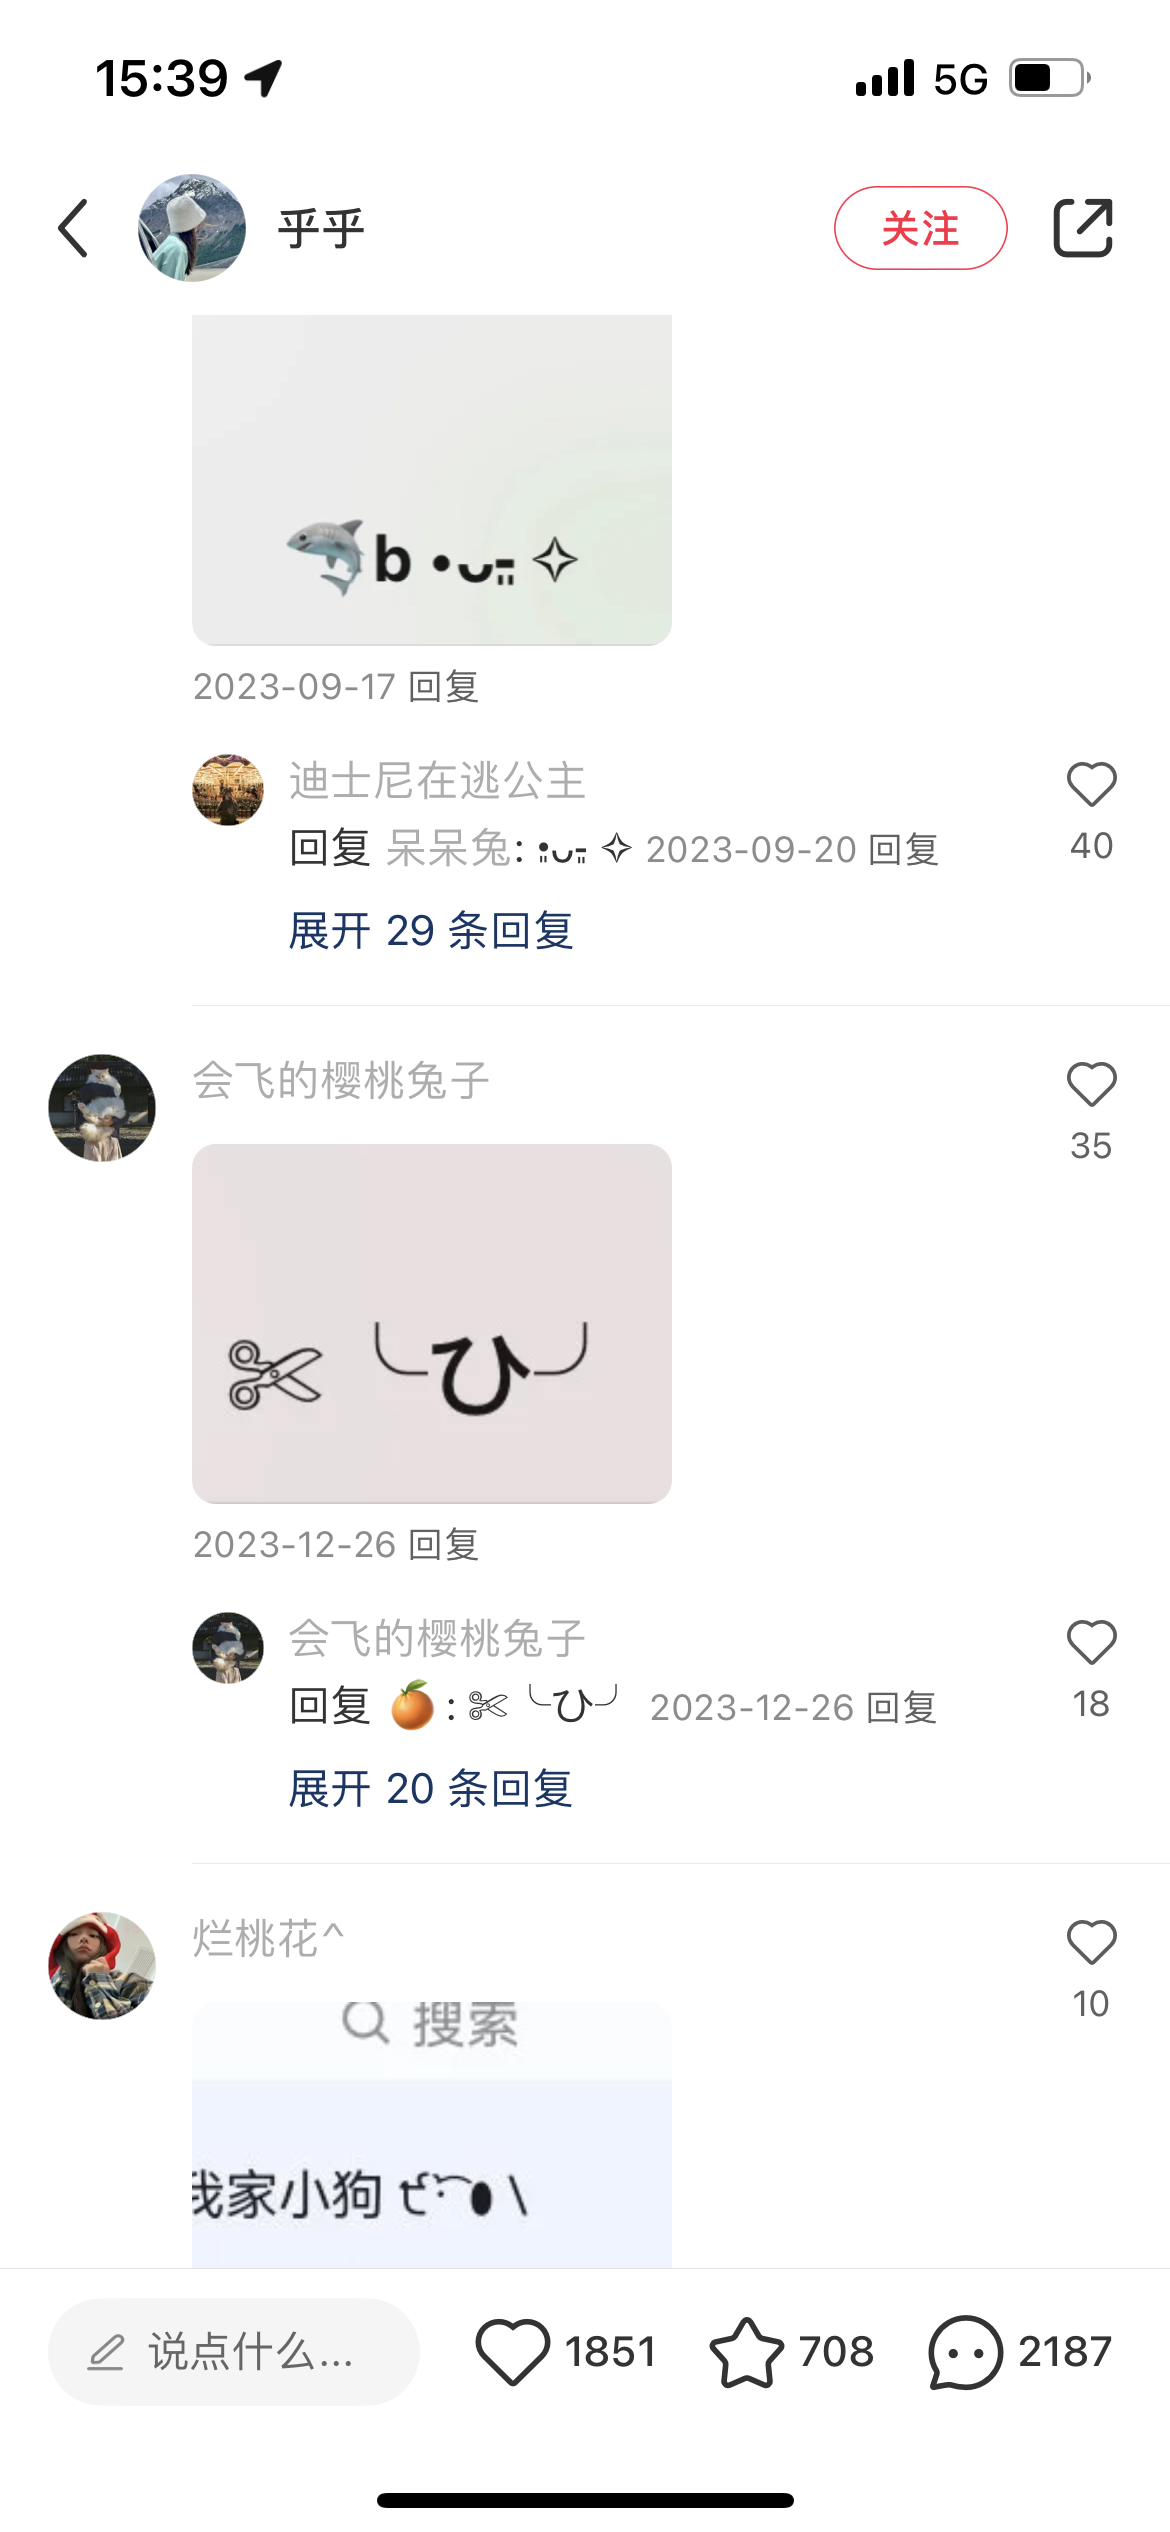 15:39 5G
乎乎 关注
🦈b •ᴗ-̤̈ ✧
2023-09-17 回复
迪士尼在逃公主
回复 呆呆兔: •̤ᴗ-̤ ✧ 2023-09-20 回复
40
展开 29 条回复
会飞的樱桃兔子
35
✄ ╰ひ╯
2023-12-26 回复
会飞的樱桃兔子
回复 🍊 : ✄ ╰ひ╯ 2023-12-26 回复
18
展开 20 条回复
烂桃花^
10
搜索
我家小狗
说点什么... 1851 708 2187